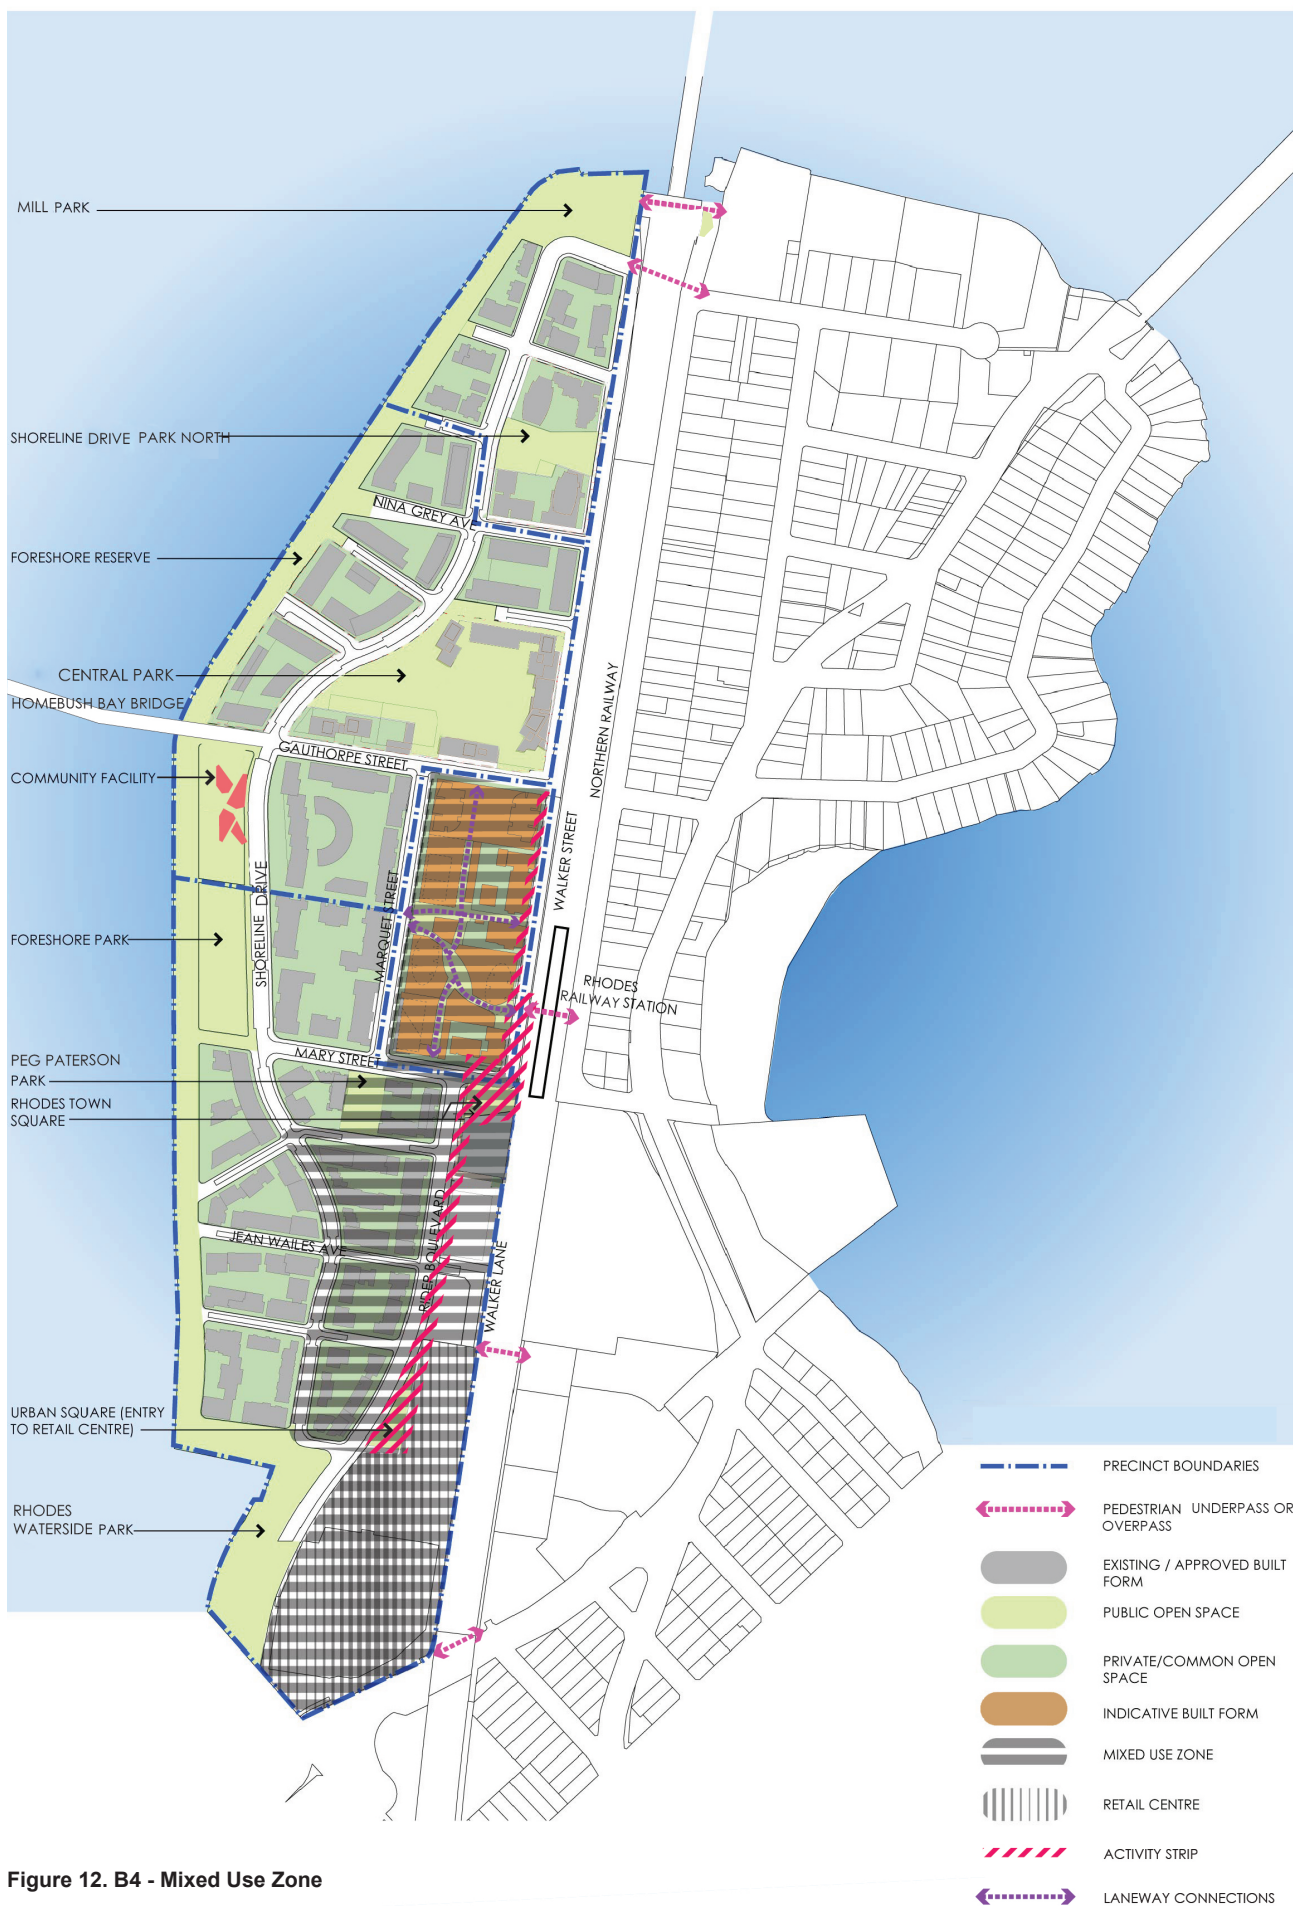 MILL PARK
SHORELINE DRIVE PARK NORTH
NINA GREY AVE
FORESHORE RESERVE
CENTRAL PARK
HOMEBUSH BAY BRIDGE
GAUTHORPE STREET
COMMUNITY FACILITY
NORTHERN RAILWAY
WALKER STREET
SHORELINE DRIVE
MARQUET STREET
FORESHORE PARK
RHODES
RAILWAY STATION
MARY STREET
PEG PATERSON
PARK
RHODES TOWN
SQUARE
JEAN WAILES AVE
RIDER BOULEVARD
WALKER LANE
URBAN SQUARE (ENTRY
TO RETAIL CENTRE)
RHODES
WATERSIDE PARK
PRECINCT BOUNDARIES
PEDESTRIAN UNDERPASS OR
OVERPASS
EXISTING / APPROVED BUILT
FORM
PUBLIC OPEN SPACE
PRIVATE/COMMON OPEN
SPACE
INDICATIVE BUILT FORM
MIXED USE ZONE
RETAIL CENTRE
ACTIVITY STRIP
LANEWAY CONNECTIONS
Figure 12. B4 - Mixed Use Zone